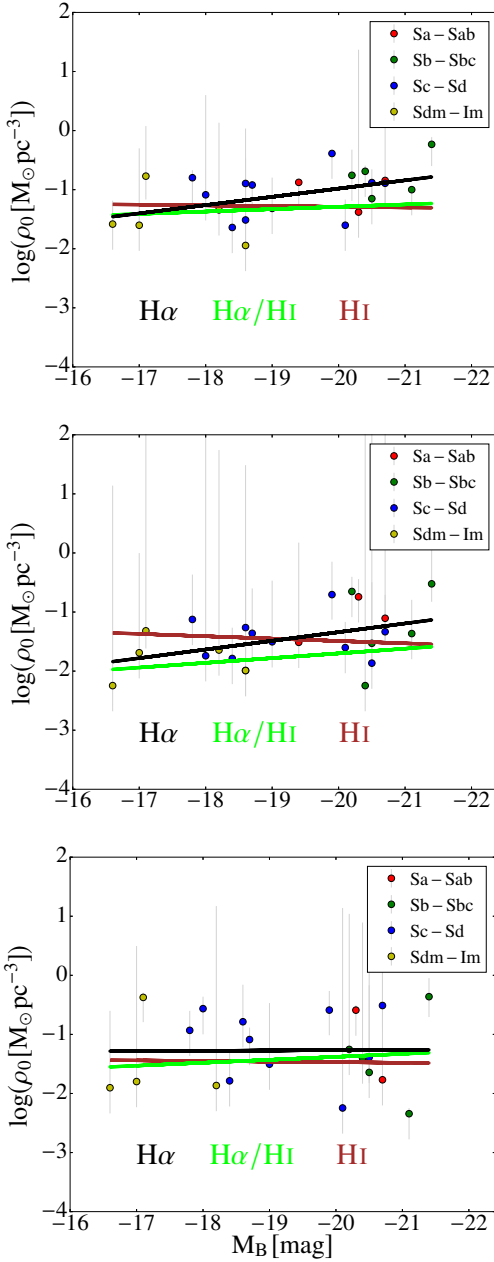 2
1
0
−1
−2
−3
−4
log(ρ₀[M⊙pc⁻³])
Sa−Sab
Sb−Sbc
Sc−Sd
Sdm−Im
Hα Hα/HI HI
−16 −17 −18 −19 −20 −21 −22
2
1
0
−1
−2
−3
−4
log(ρ₀[M⊙pc⁻³])
Sa−Sab
Sb−Sbc
Sc−Sd
Sdm−Im
Hα Hα/HI HI
−16 −17 −18 −19 −20 −21 −22
2
1
0
−1
−2
−3
−4
log(ρ₀[M⊙pc⁻³])
Sa−Sab
Sb−Sbc
Sc−Sd
Sdm−Im
Hα Hα/HI HI
−16 −17 −18 −19 −20 −21 −22
M_B[mag]